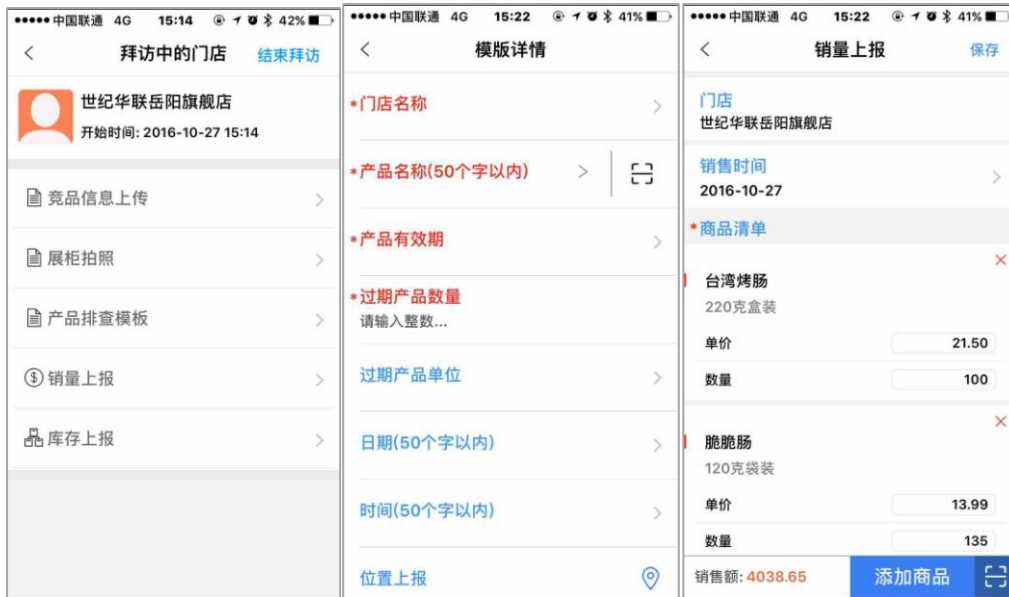 中国联通 4G 15:14 42%
拜访中的门店 结束拜访
世纪华联岳阳旗舰店
开始时间: 2016-10-27 15:14
竞品信息上传
展柜拍照
产品排查模板
$ 销量上报
库存上报
中国联通 4G 15:22 41%
模版详情
*门店名称
*产品名称(50个字以内)
*产品有效期
*过期产品数量
请输入整数...
过期产品单位
日期(50个字以内)
时间(50个字以内)
位置上报
中国联通 4G 15:22 41%
销量上报 保存
门店
世纪华联岳阳旗舰店
销售时间
2016-10-27
*商品清单
台湾烤肠
220克盒装
单价 21.50
数量 100
脆脆肠
120克袋装
单价 13.99
数量 135
销售额: 4038.65 添加商品